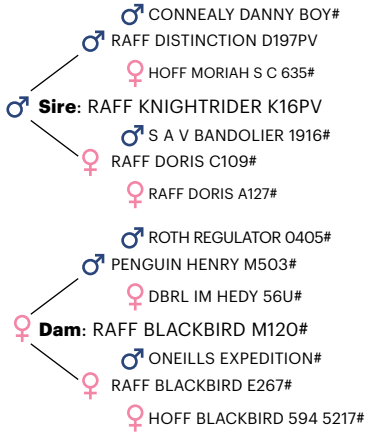 CONNEALY DANNY BOY#
RAFF DISTINCTION D197PV
HOFF MORIAH S C 635#
Sire: RAFF KNIGHTRIDER K16PV
S A V BANDOLIER 1916#
RAFF DORIS C109#
RAFF DORIS A127#
ROTH REGULATOR 0405#
PENGUIN HENRY M503#
DBRL IM HEDY 56U#
Dam: RAFF BLACKBIRD M120#
ONEILLS EXPEDITION#
RAFF BLACKBIRD E267#
HOFF BLACKBIRD 594 5217#